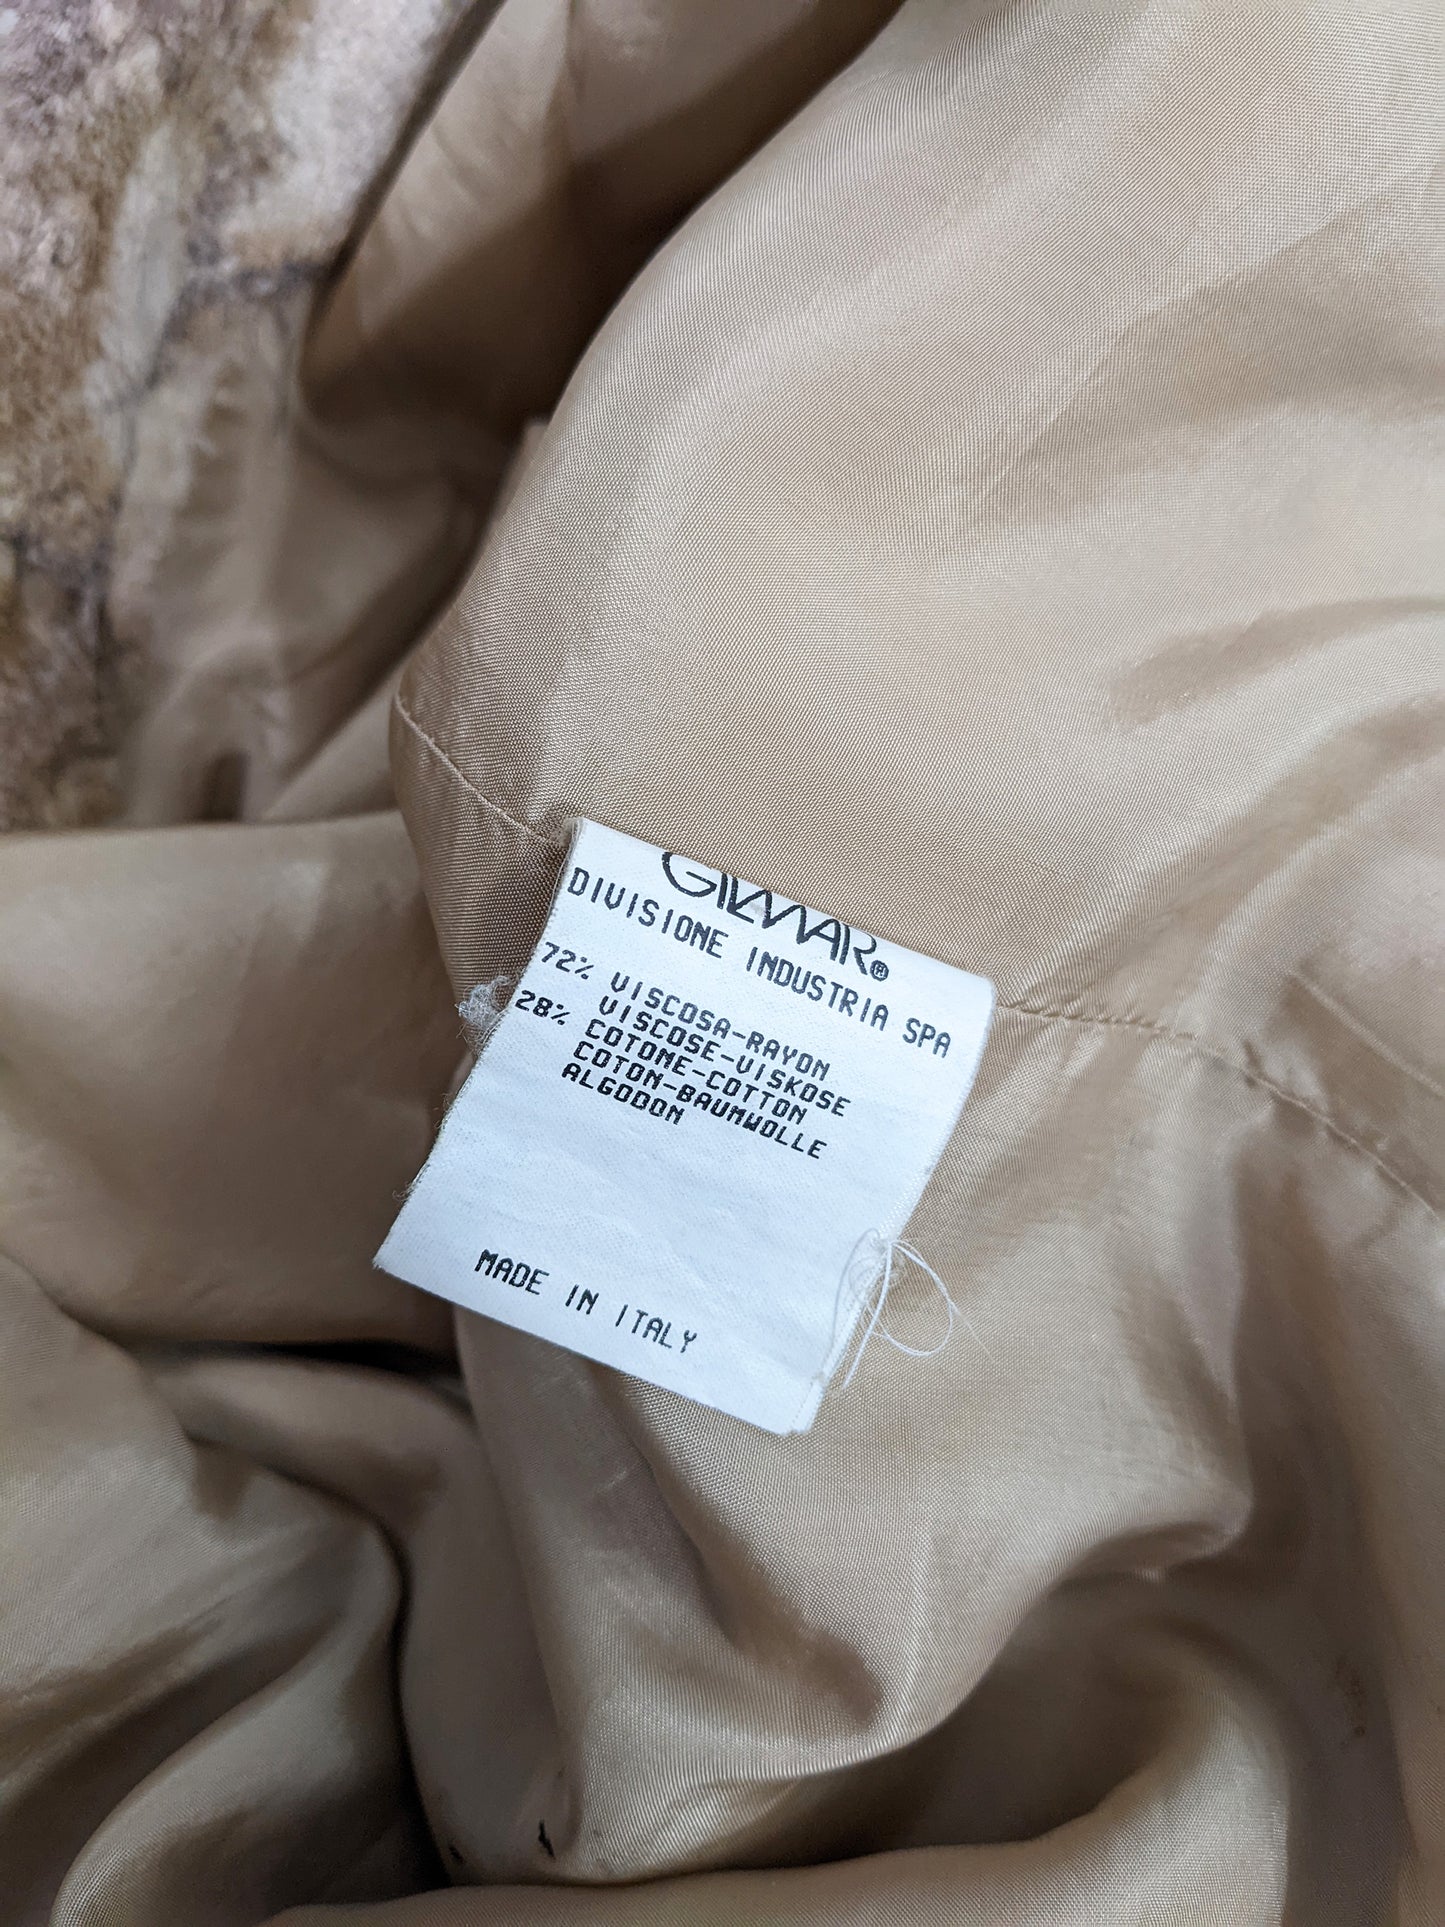 GILMAR®
DIVISIONE INDUSTRIA SPA
72% VISCOSA-RAYON
VISCOSE-VISKOSE
28% COTONE-COTTON
COTON-BAUMWOLLE
ALGODON
MADE IN ITALY